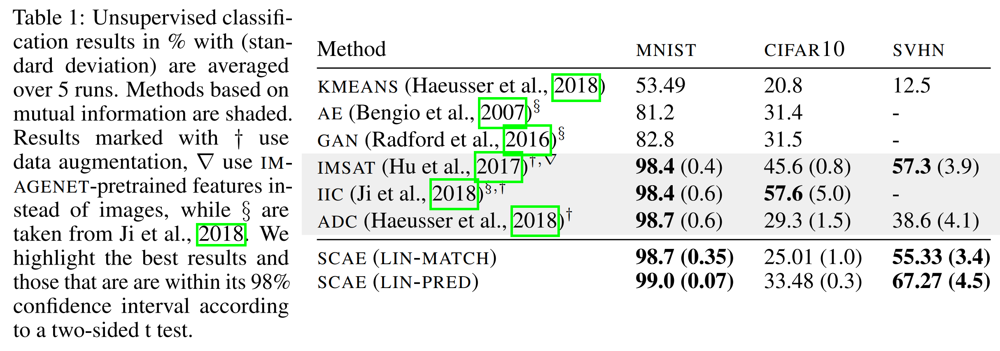 Table 1: Unsupervised classifi-
cation results in % with (stan-
dard deviation) are averaged
over 5 runs. Methods based on
mutual information are shaded.
Results marked with † use
data augmentation, ∇ use IM-
AGENET-pretrained features in-
stead of images, while § are
taken from Ji et al., 2018. We
highlight the best results and
those that are are within its 98%
confidence interval according
to a two-sided t test.
Method MNIST CIFAR10 SVHN
KMEANS (Haeusser et al., 2018) 53.49 20.8 12.5
AE (Bengio et al., 2007)§ 81.2 31.4 -
GAN (Radford et al., 2016)§ 82.8 31.5 -
IMSAT (Hu et al., 2017)†,∇ 98.4 (0.4) 45.6 (0.8) 57.3 (3.9)
IIC (Ji et al., 2018)§,† 98.4 (0.6) 57.6 (5.0) -
ADC (Haeusser et al., 2018)† 98.7 (0.6) 29.3 (1.5) 38.6 (4.1)
SCAE (LIN-MATCH) 98.7 (0.35) 25.01 (1.0) 55.33 (3.4)
SCAE (LIN-PRED) 99.0 (0.07) 33.48 (0.3) 67.27 (4.5)